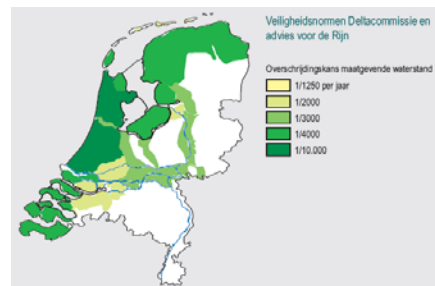 Veiligheidsnormen Deltacommissie en
advies voor de Rijn
Overschrijdingskans maatgevende waterstand
1/1250 per jaar
1/2000
1/3000
1/4000
1/10.000